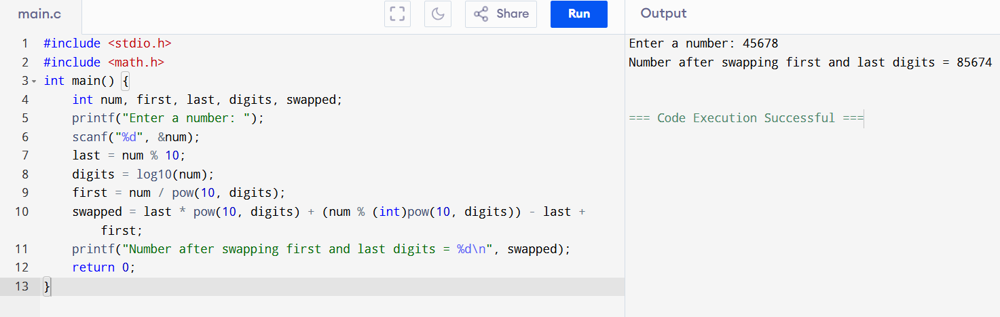 main.c
Share
Run
Output
1 #include <stdio.h>
2 #include <math.h>
3 int main() {
4     int num, first, last, digits, swapped;
5     printf("Enter a number: ");
6     scanf("%d", &num);
7     last = num % 10;
8     digits = log10(num);
9     first = num / pow(10, digits);
10     swapped = last * pow(10, digits) + (num % (int)pow(10, digits)) - last +
first;
11     printf("Number after swapping first and last digits = %d\n", swapped);
12     return 0;
13 }
Enter a number: 45678
Number after swapping first and last digits = 85674
=== Code Execution Successful ===